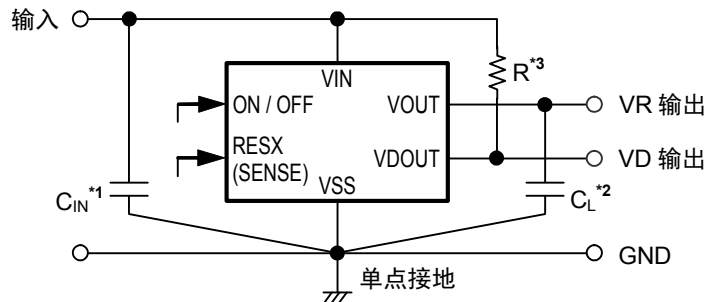 输入
VIN
R*3
ON / OFF
VOUT
VR 输出
RESX
(SENSE)
VDOUT
VD 输出
VSS
CIN*1
CL*2
GND
单点接地